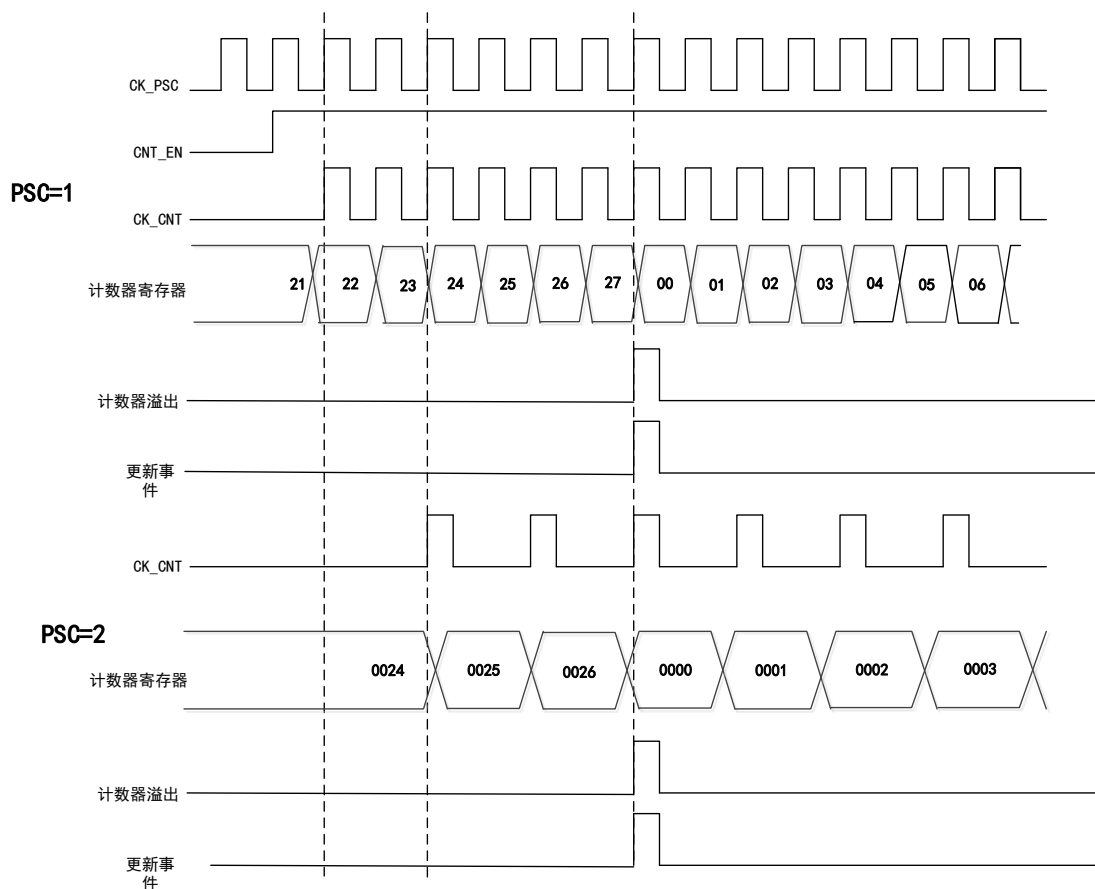 CK_PSC
CNT_EN
PSC=1
CK_CNT
计数器寄存器
21 22 23 24 25 26 27 00 01 02 03 04 05 06
计数器溢出
更新事
件
CK_CNT
PSC=2
计数器寄存器
0024 0025 0026 0000 0001 0002 0003
计数器溢出
更新事
件